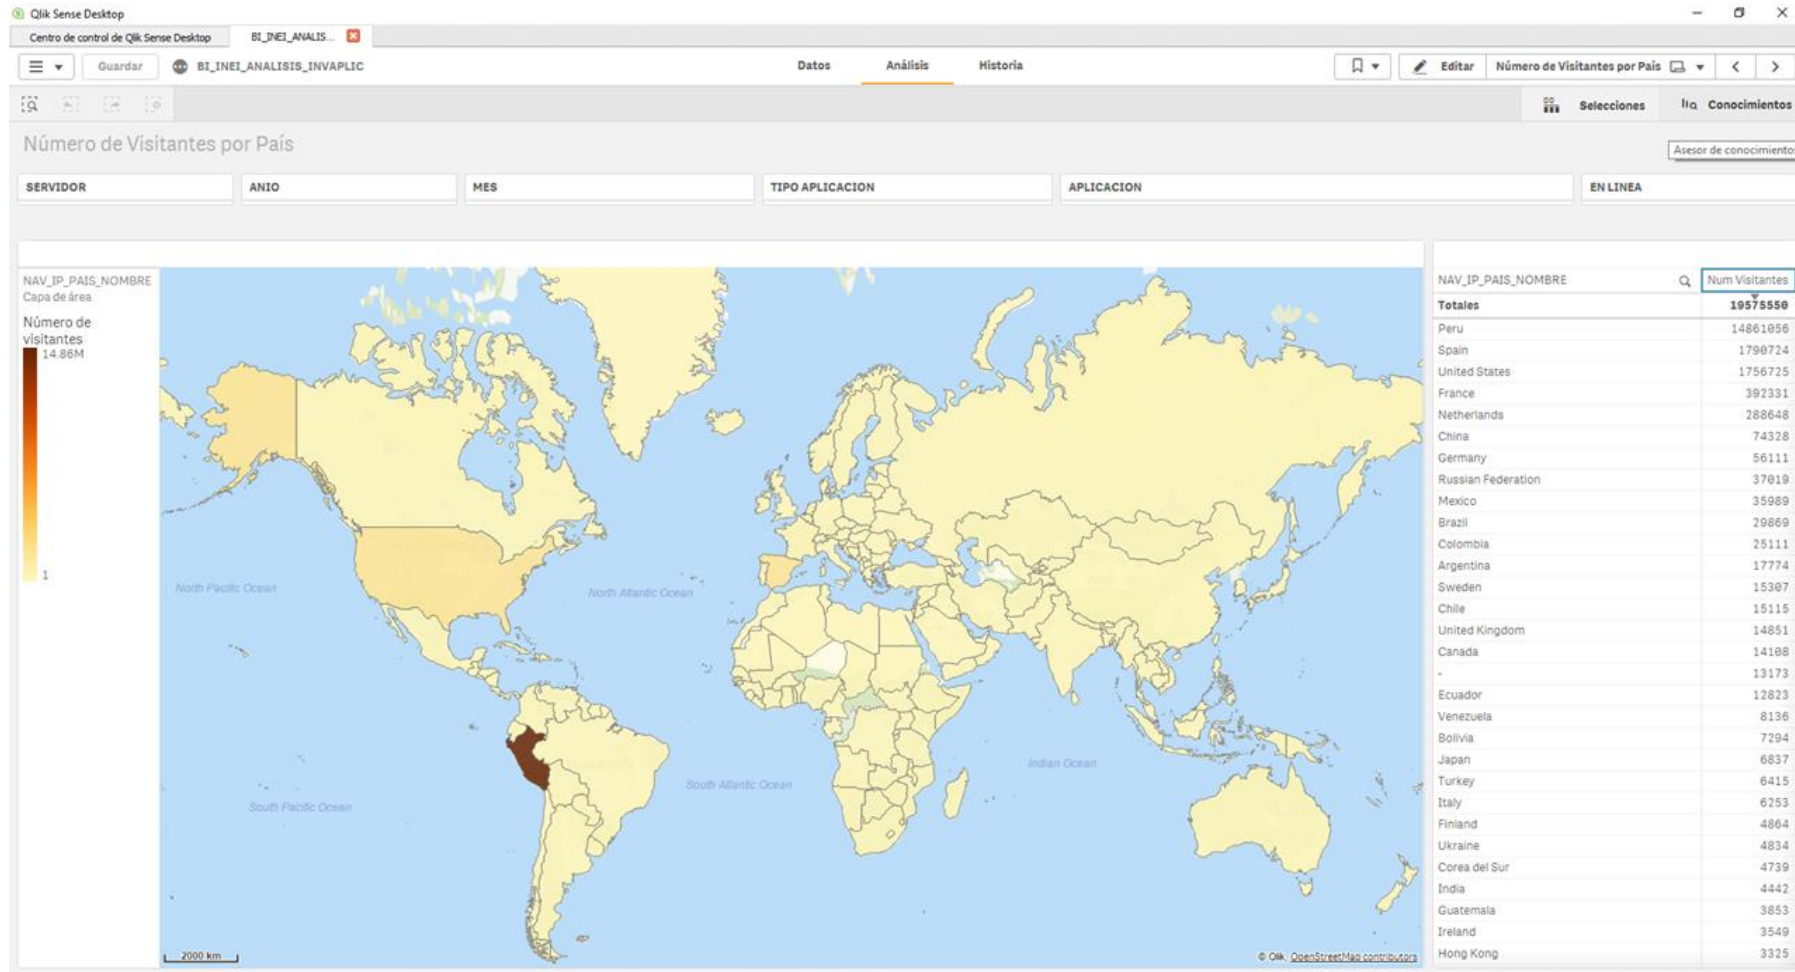 Qlik Sense Desktop
Centro de control de Qlik Sense Desktop BI_INEI_ANALIS...
Guardar BI_INEI_ANALISIS_INVAPLIC Datos Análisis Historia Editar Número de Visitantes por País
Selecciones Conocimientos
Número de Visitantes por País
Asesor de conocimientos
SERVIDOR ANIO MES TIPO APLICACION APLICACION EN LINEA
NAV_IP_PAIS_NOMBRE
Capa de área
Número de
visitantes
14.86M
1
North Pacific Ocean
North Atlantic Ocean
South Pacific Ocean
South Atlantic Ocean
Indian Ocean
2000 km
© Qlik, OpenStreetMap contributors
NAV_IP_PAIS_NOMBRE Num Visitantes
Totales 19575550
Peru 14861056
Spain 1790724
United States 1756725
France 392331
Netherlands 288648
China 74328
Germany 56111
Russian Federation 37019
Mexico 35989
Brazil 29869
Colombia 25111
Argentina 17774
Sweden 15307
Chile 15115
United Kingdom 14851
Canada 14108
- 13173
Ecuador 12823
Venezuela 8136
Bolivia 7294
Japan 6837
Turkey 6415
Italy 6253
Finland 4864
Ukraine 4834
Corea del Sur 4739
India 4442
Guatemala 3853
Ireland 3549
Hong Kong 3325